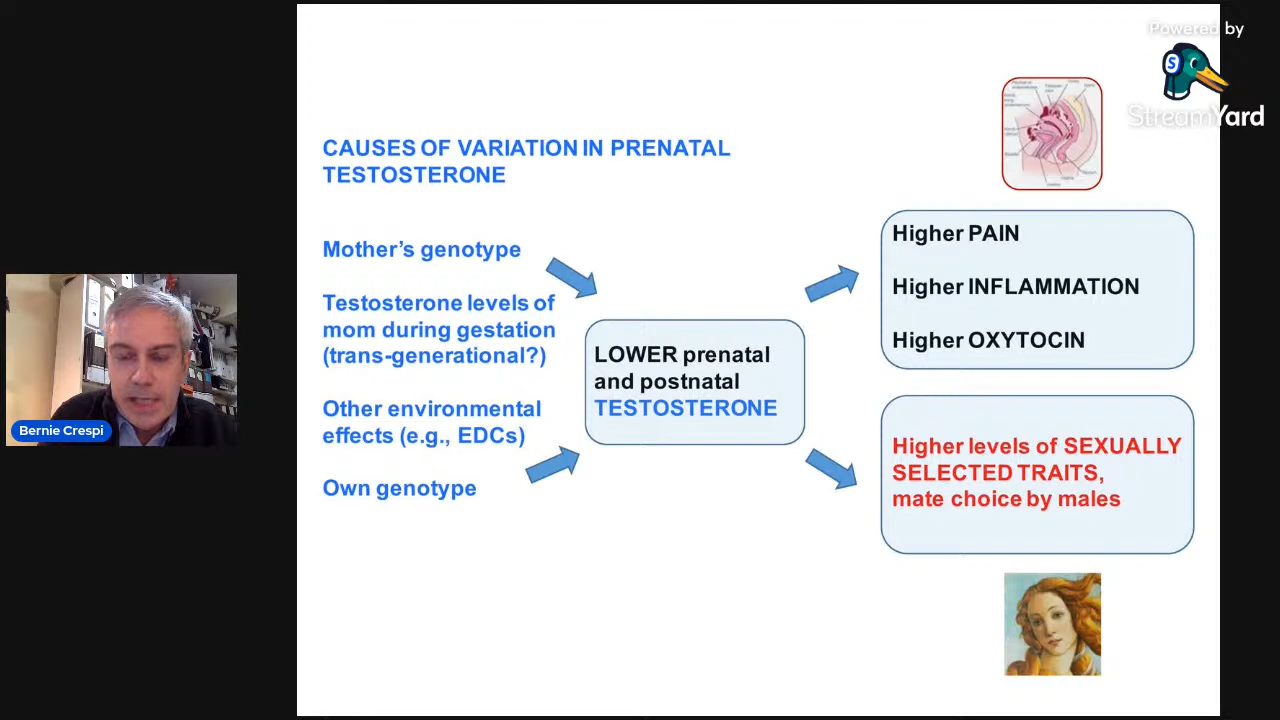 Powered by
StreamYard
CAUSES OF VARIATION IN PRENATAL
TESTOSTERONE
Mother's genotype
Testosterone levels of
mom during gestation
(trans-generational?)
Other environmental
effects (e.g., EDCs)
Own genotype
LOWER prenatal
and postnatal
TESTOSTERONE
Higher PAIN
Higher INFLAMMATION
Higher OXYTOCIN
Higher levels of SEXUALLY
SELECTED TRAITS,
mate choice by males
Bernie Crespi